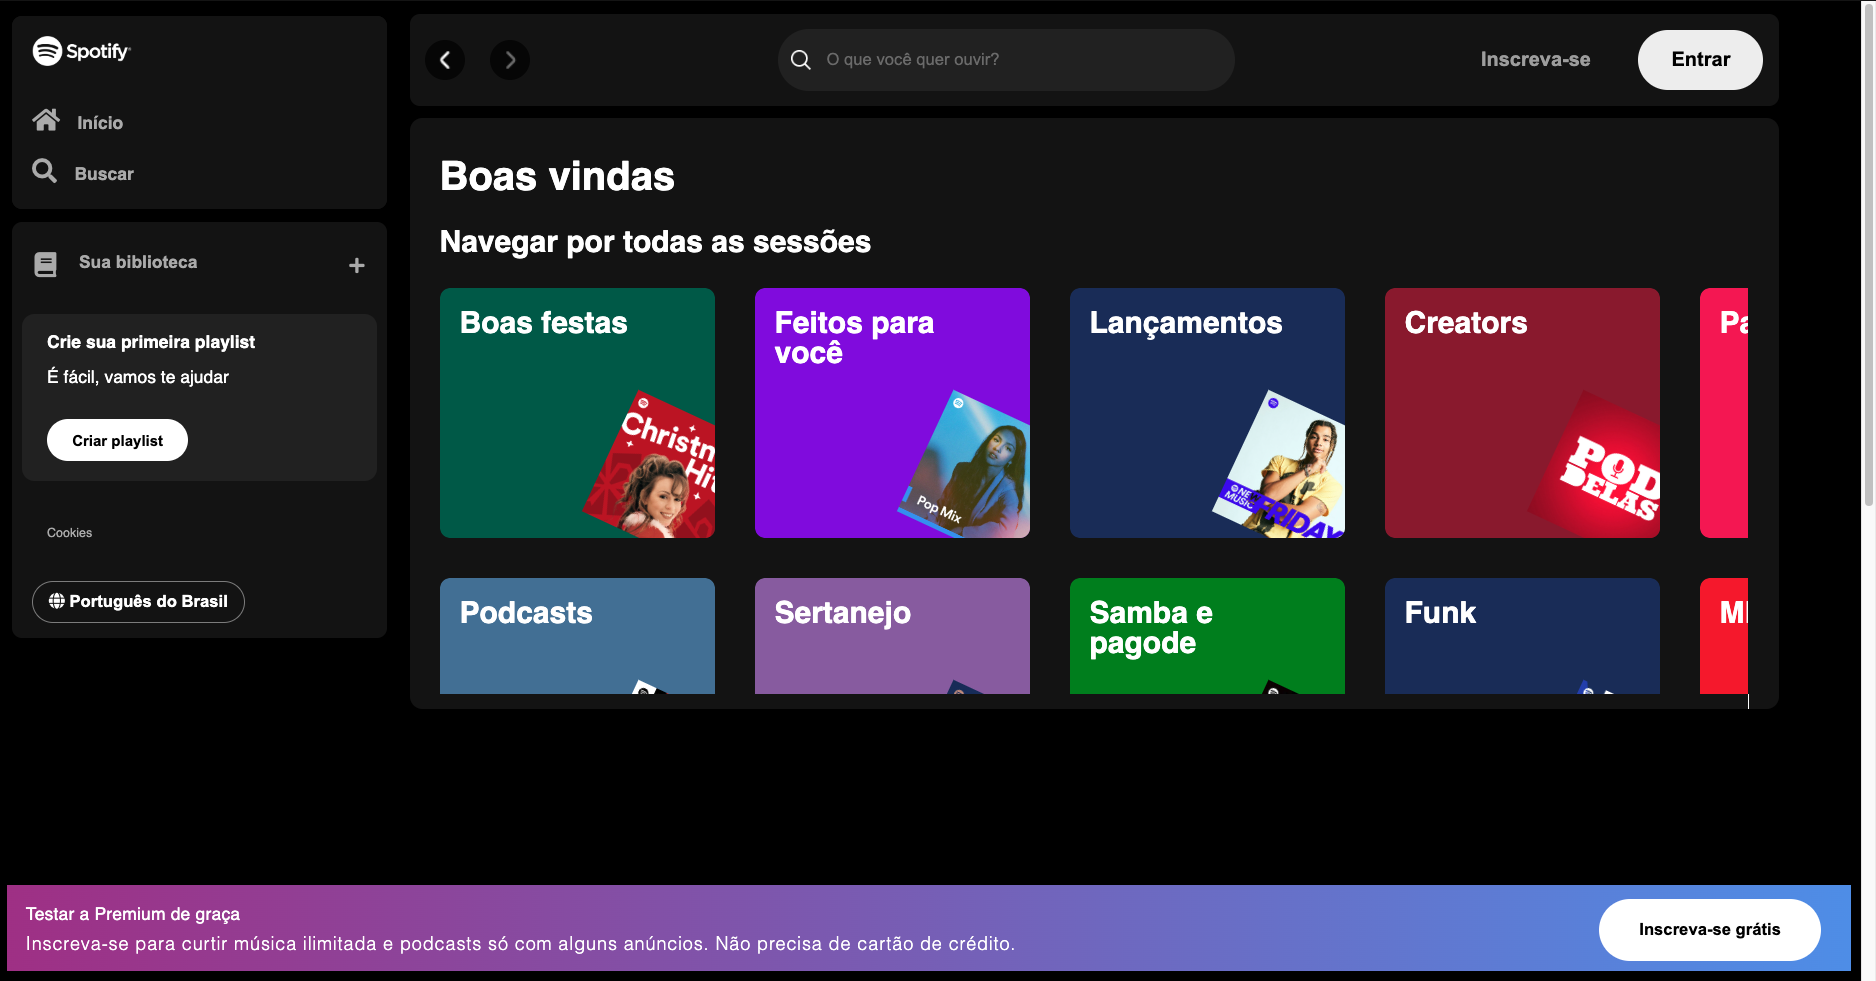 Spotify
Início
Buscar
Sua biblioteca
Crie sua primeira playlist
É fácil, vamos te ajudar
Criar playlist
Cookies
Português do Brasil
O que você quer ouvir?
Inscreva-se
Entrar
Boas vindas
Navegar por todas as sessões
Boas festas
Christm
Hit
Feitos para
você
Pop Mix
Lançamentos
NEW
MUSIC
FRIDAY
Creators
POD
DELAS
Pa
Podcasts
Sertanejo
Samba e
pagode
Funk
Testar a Premium de graça
Inscreva-se para curtir música ilimitada e podcasts só com alguns anúncios. Não precisa de cartão de crédito.
Inscreva-se grátis